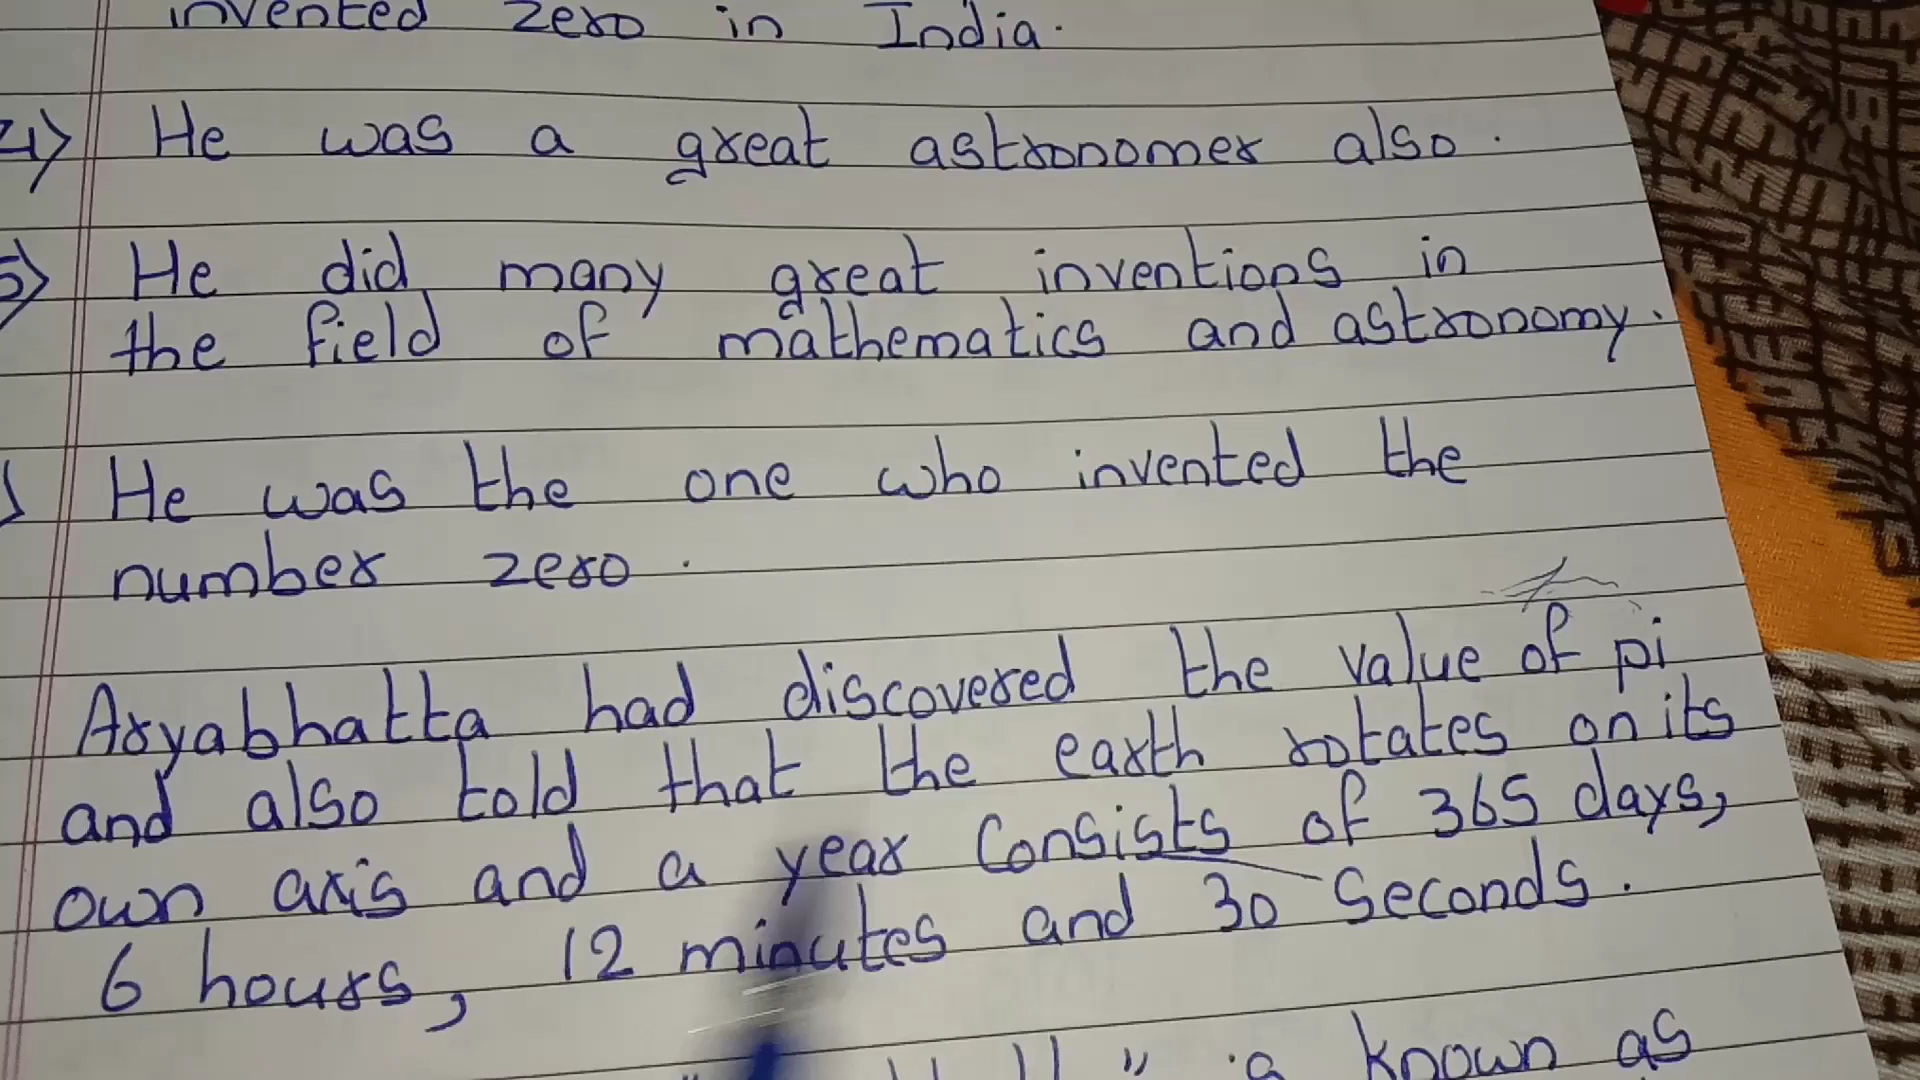 invented zero in India.
4) He was a great astronomer also.
5) He did many great inventions in
the field of mathematics and astronomy.
He was the one who invented the
number zero.
Aryabhatta had discovered the value of pi
and also told that the earth rotates on its
own axis and a year consists of 365 days,
6 hours, 12 minutes and 30 seconds.
known as